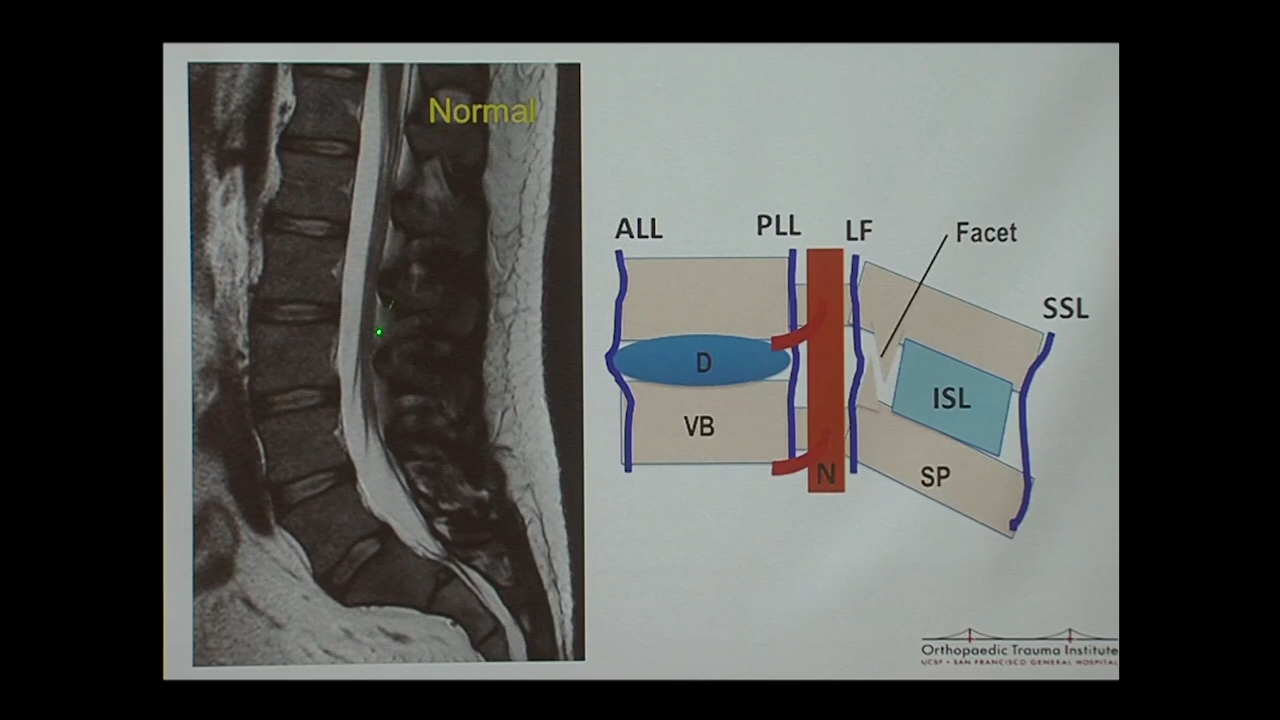 Normal
ALL
PLL
LF
Facet
SSL
D
ISL
VB
N
SP
Orthopaedic Trauma Institute
UCSF • SAN FRANCISCO GENERAL HOSPITAL